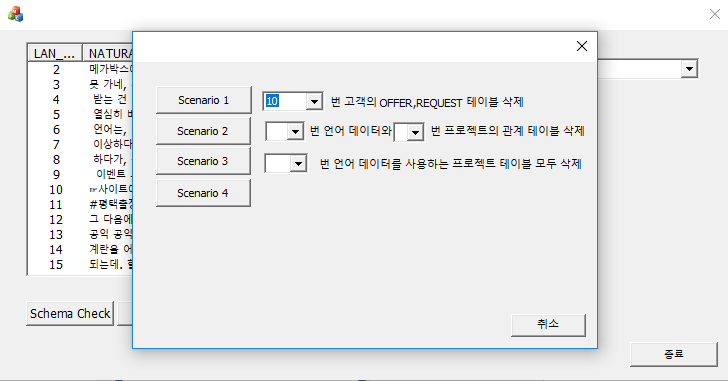 LAN_... NATURA
2 메가박스에
3 못 가네,
4 받는 건
5 열심히
6 언어는,
7 이상하다
8 하다가,
9 이벤트
10 ☞사이트에
11 #평택출장
12 그 다음에
13 공익 공익
14 계란을 어
15 되는데.
Schema Check
종료
Scenario 1 10 번 고객의 OFFER,REQUEST 테이블 삭제
Scenario 2 번 언어 데이터와 번 프로젝트의 관계 테이블 삭제
Scenario 3 번 언어 데이터를 사용하는 프로젝트 테이블 모두 삭제
Scenario 4
취소